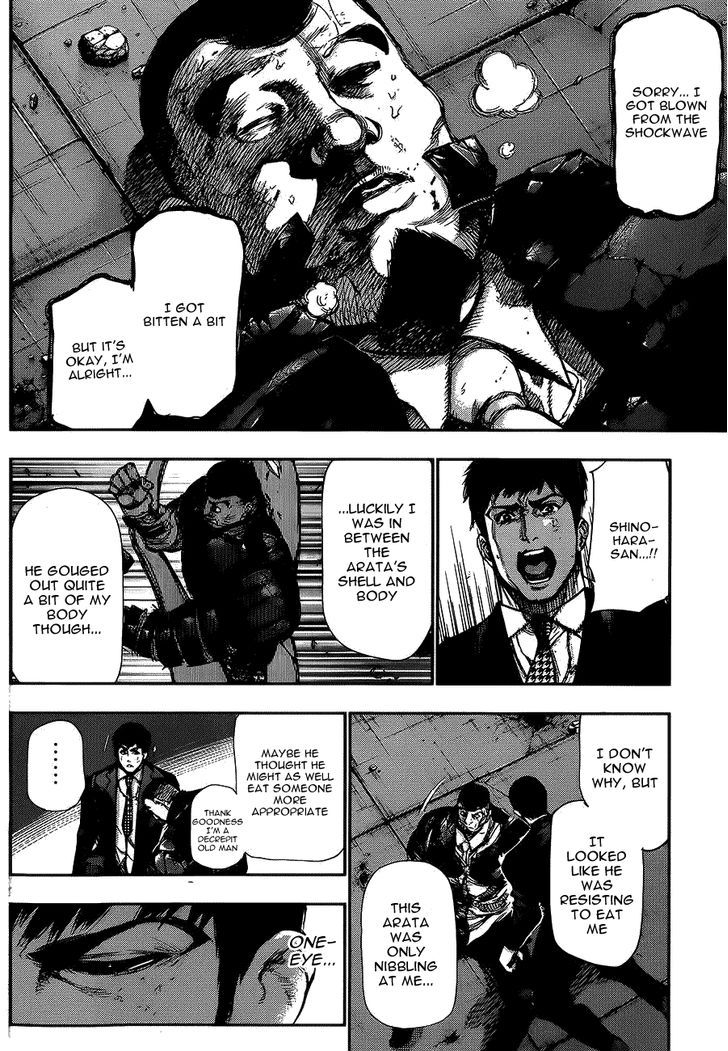 SORRY... I
GOT BLOWN
FROM THE
SHOCKWAVE
I GOT
BITTEN A BIT
BUT IT'S
OKAY, I'M
ALRIGHT...
SHINO-
HARA-
SAN...!!
...LUCKILY I
WAS IN
BETWEEN
THE
ARATA'S
SHELL AND
BODY
HE GOUGED
OUT QUITE
A BIT OF MY
BODY
THOUGH...
I DON'T
KNOW
WHY, BUT
IT
LOOKED
LIKE HE
WAS
RESISTING
TO EAT
ME
THIS
ARATA
WAS
ONLY
NIBBLING
AT ME...
MAYBE HE
THOUGHT HE
MIGHT AS WELL
EAT SOMEONE
MORE
APPROPRIATE
THANK
GOODNESS
I'M A
DECREPIT
OLD MAN
......
ONE-
EYE...